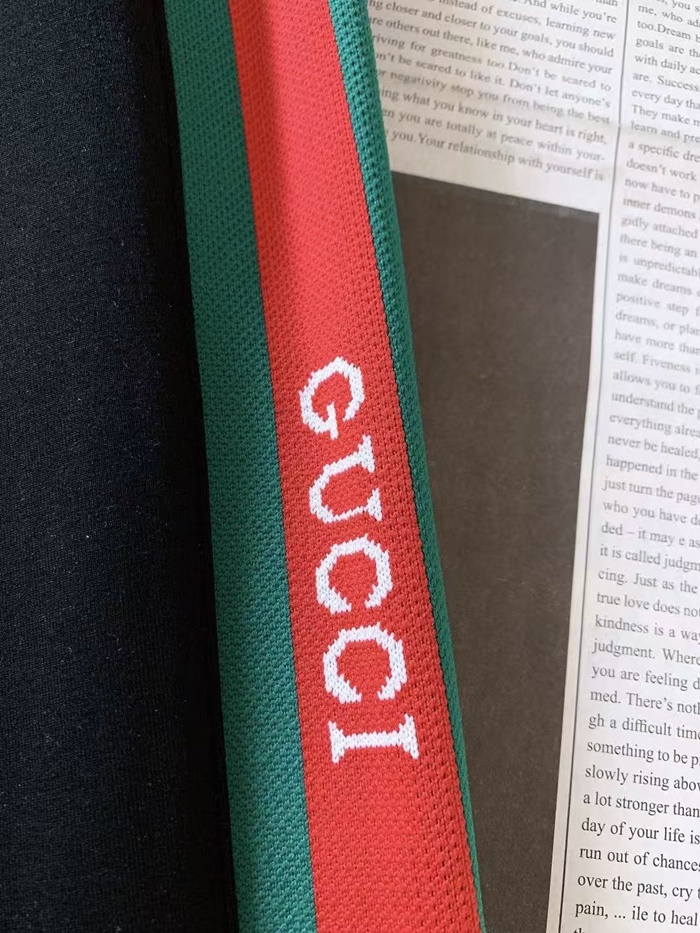 GUCCI
instead of excuses, learning new
closer and closer to your goals, you should
are others out there, like me, who admire your
riving for greatness too.Don't be scared to
n't be scared to like it. Don't let anyone's
or negativity stop you from being the best
ing what you know in your heart is right,
en you are totally at peace within your-
you.Your relationship with yourself is
me, who ad
too.Dream b
goals are th
with daily a
are. Success
every day tha
They make m
learn and pre
a specific dre
doesn't work
now have to p
inner demons
gidly attached
there being an
is unpredictabl
make dreams
positive step f
dreams, or plan
have more than
self. Fiveness i
allows you to f
understand the
everything alrea
never be healed,
happened in the
just turn the page
who you have de
ded – it may e as
it is called judgm
cing. Just as the
true love does not
kindness is a way
judgment. Where
you are feeling d
med. There's noth
gh a difficult time
something to be p
slowly rising abov
a lot stronger than
day of your life is
run out of chances
over the past, cry t
pain, ... ile to heal